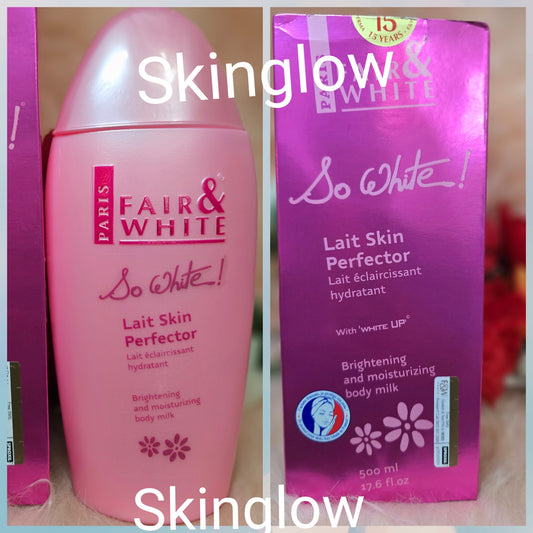 Skinglow
PARIS
FAIR&
WHITE
So White!
Lait Skin
Perfector
Lait éclaircissant
hydratant
Brightening
and moisturizing
body milk
15
15 YEARS
PARIS
FAIR&
WHITE
So White!
Lait Skin
Perfector
Lait éclaircissant
hydratant
With 'WHITE UP'©
Brightening
and moisturizing
body milk
F&W
500 ml
17.6 fl.oz
Skinglow